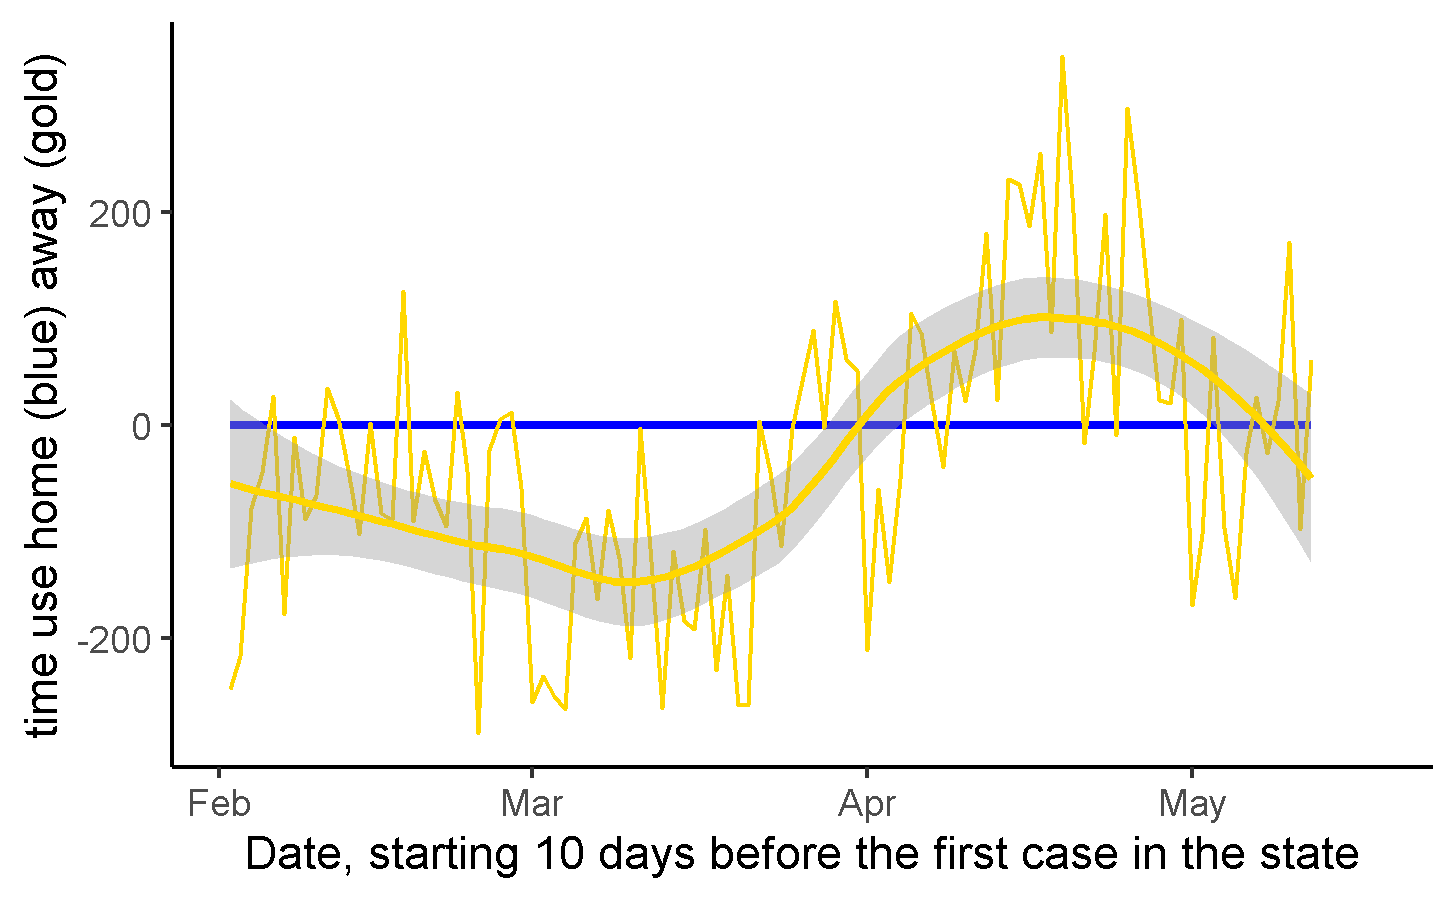 time use home (blue) away (gold)
200
0
-200
Feb Mar Apr May
Date, starting 10 days before the first case in the state